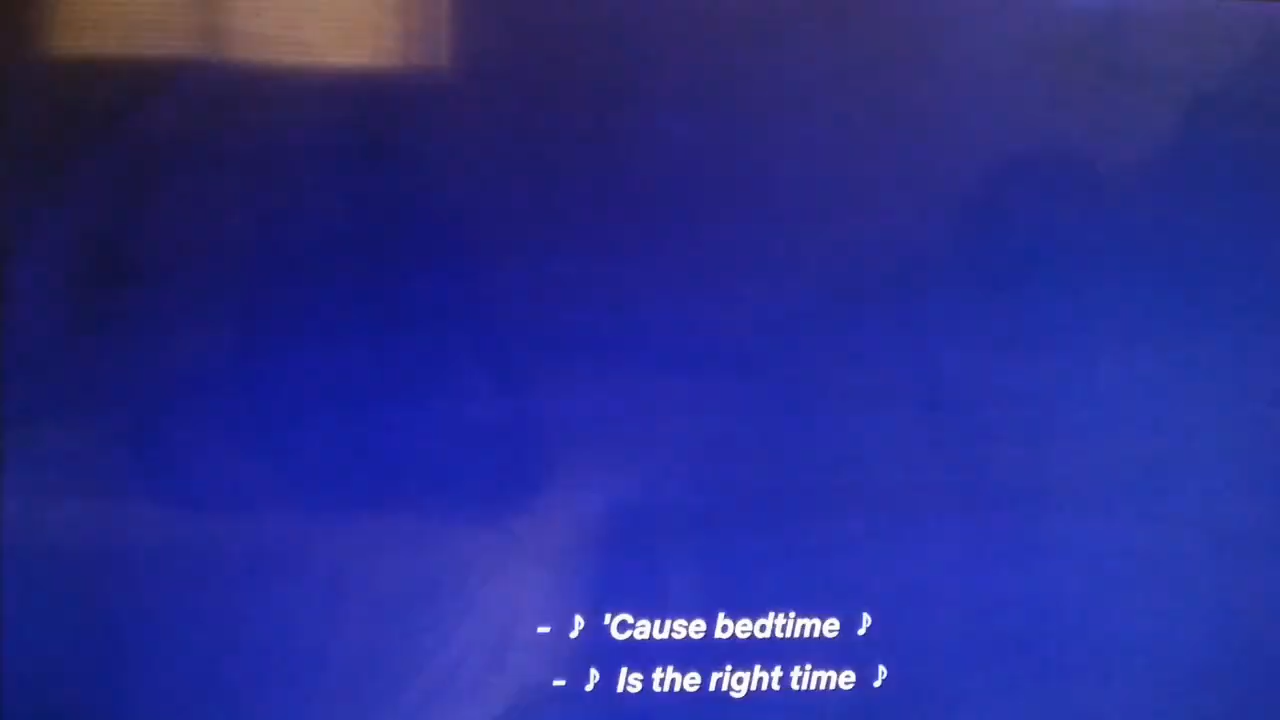 - ♪ 'Cause bedtime ♪
- ♪ Is the right time ♪